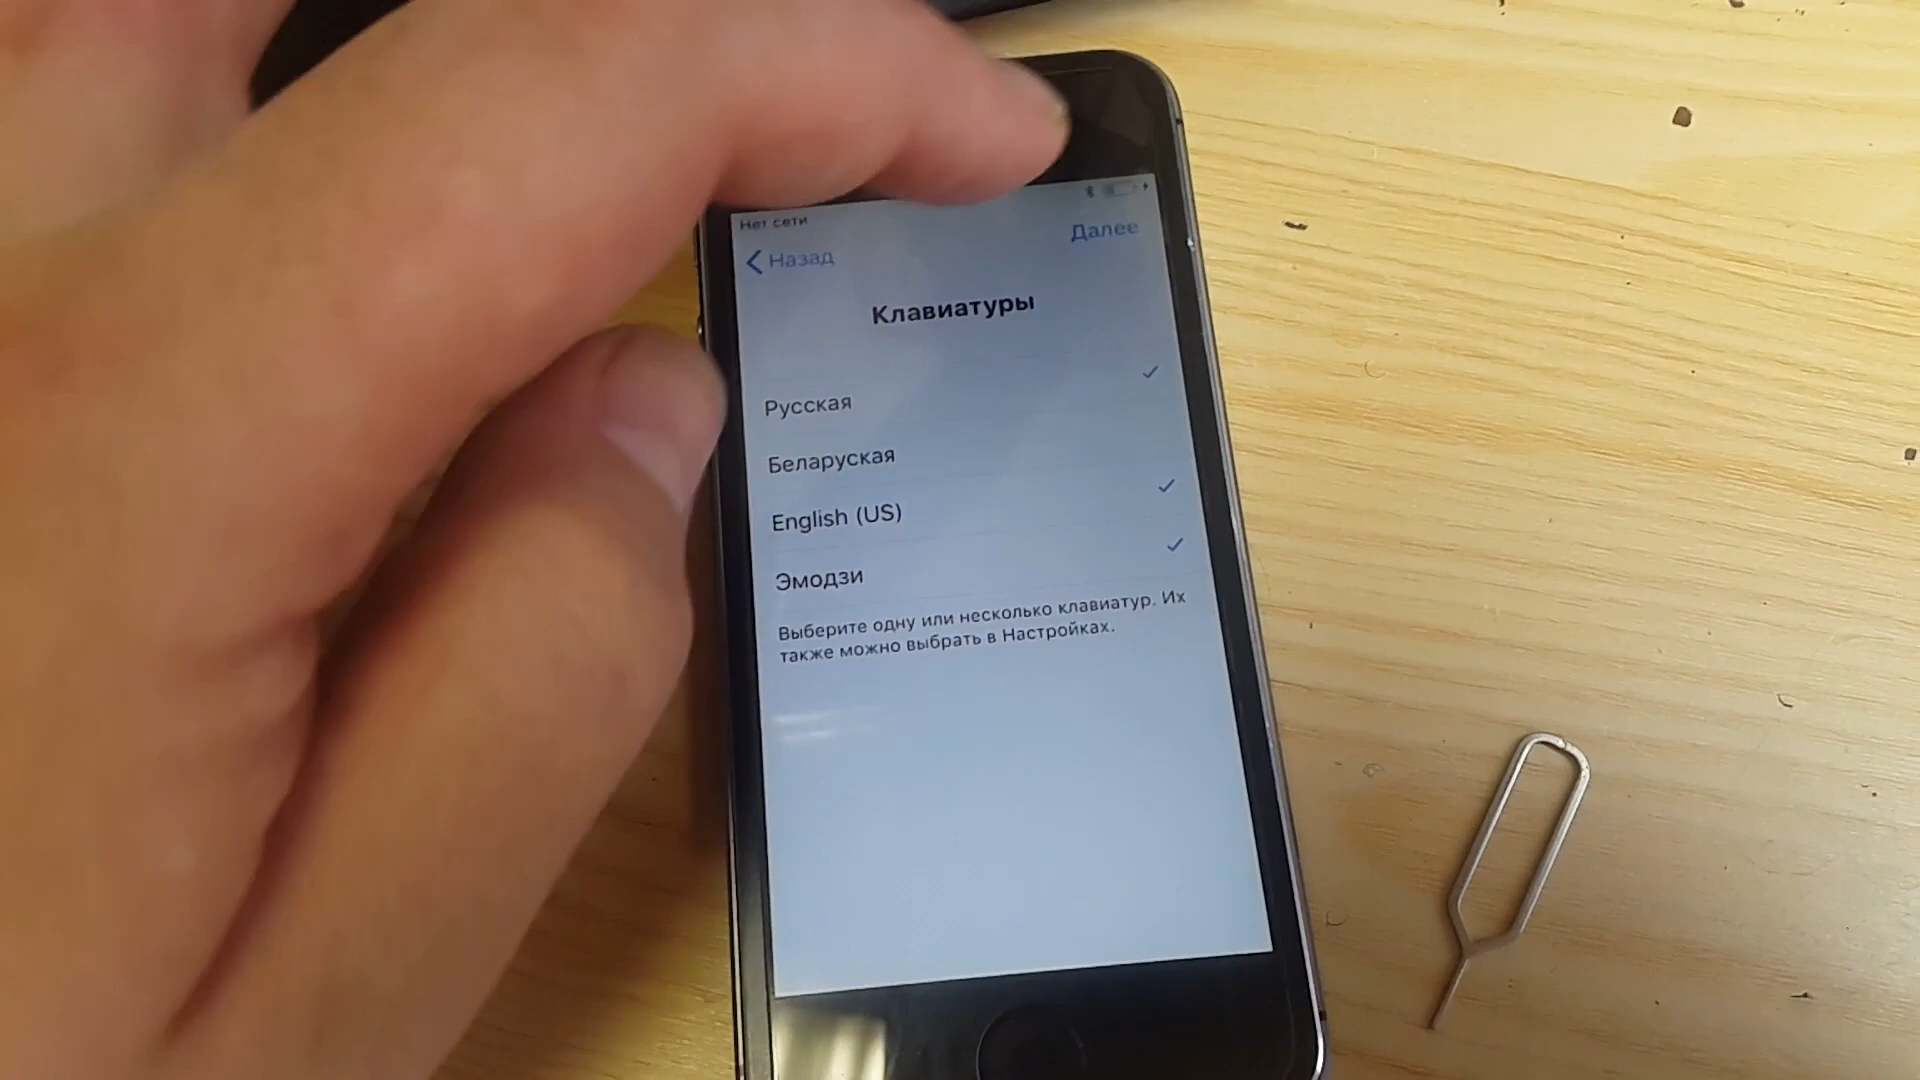 Нет сети
Назад
Далее
Клавиатуры
Русская
Беларуская
English (US)
Эмодзи
Выберите одну или несколько клавиатур. Их
также можно выбрать в Настройках.